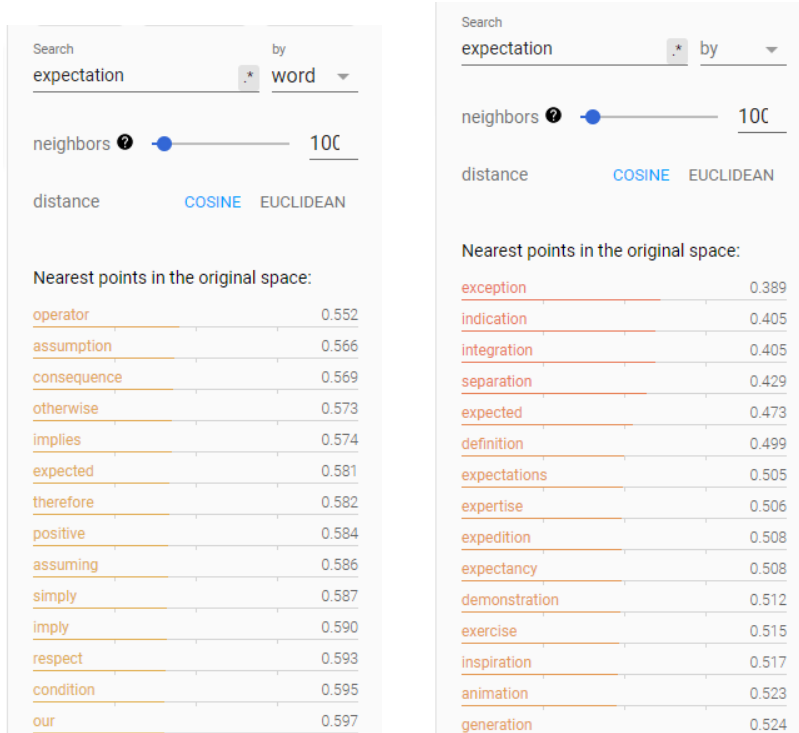 Search by
expectation .* word
neighbors ? 100
distance COSINE EUCLIDEAN
Nearest points in the original space:
operator 0.552
assumption 0.566
consequence 0.569
otherwise 0.573
implies 0.574
expected 0.581
therefore 0.582
positive 0.584
assuming 0.586
simply 0.587
imply 0.590
respect 0.593
condition 0.595
our 0.597
Search
expectation .* by
neighbors ? 100
distance COSINE EUCLIDEAN
Nearest points in the original space:
exception 0.389
indication 0.405
integration 0.405
separation 0.429
expected 0.473
definition 0.499
expectations 0.505
expertise 0.506
expedition 0.508
expectancy 0.508
demonstration 0.512
exercise 0.515
inspiration 0.517
animation 0.523
generation 0.524